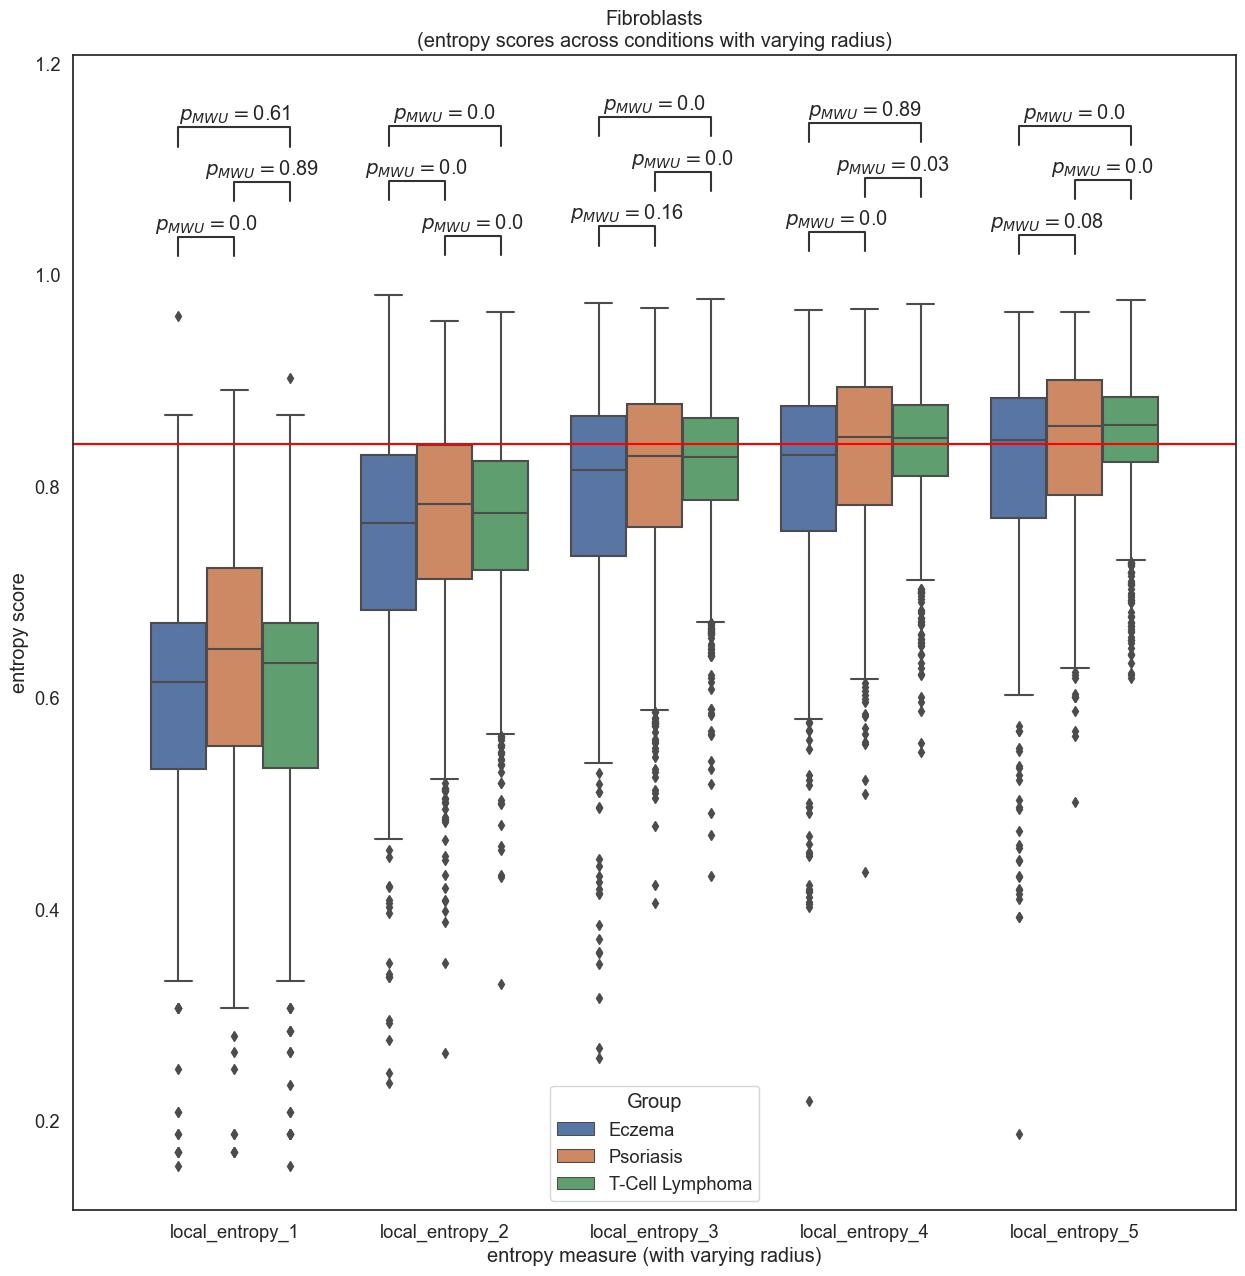 Fibroblasts
(entropy scores across conditions with varying radius)
1.2
1.0
0.8
0.6
0.4
0.2
entropy score
p_MWU = 0.61
p_MWU = 0.89
p_MWU = 0.0
p_MWU = 0.0
p_MWU = 0.0
p_MWU = 0.0
p_MWU = 0.0
p_MWU = 0.0
p_MWU = 0.16
p_MWU = 0.89
p_MWU = 0.03
p_MWU = 0.0
p_MWU = 0.0
p_MWU = 0.0
p_MWU = 0.08
Group
Eczema
Psoriasis
T-Cell Lymphoma
local_entropy_1
local_entropy_2
local_entropy_3
local_entropy_4
local_entropy_5
entropy measure (with varying radius)